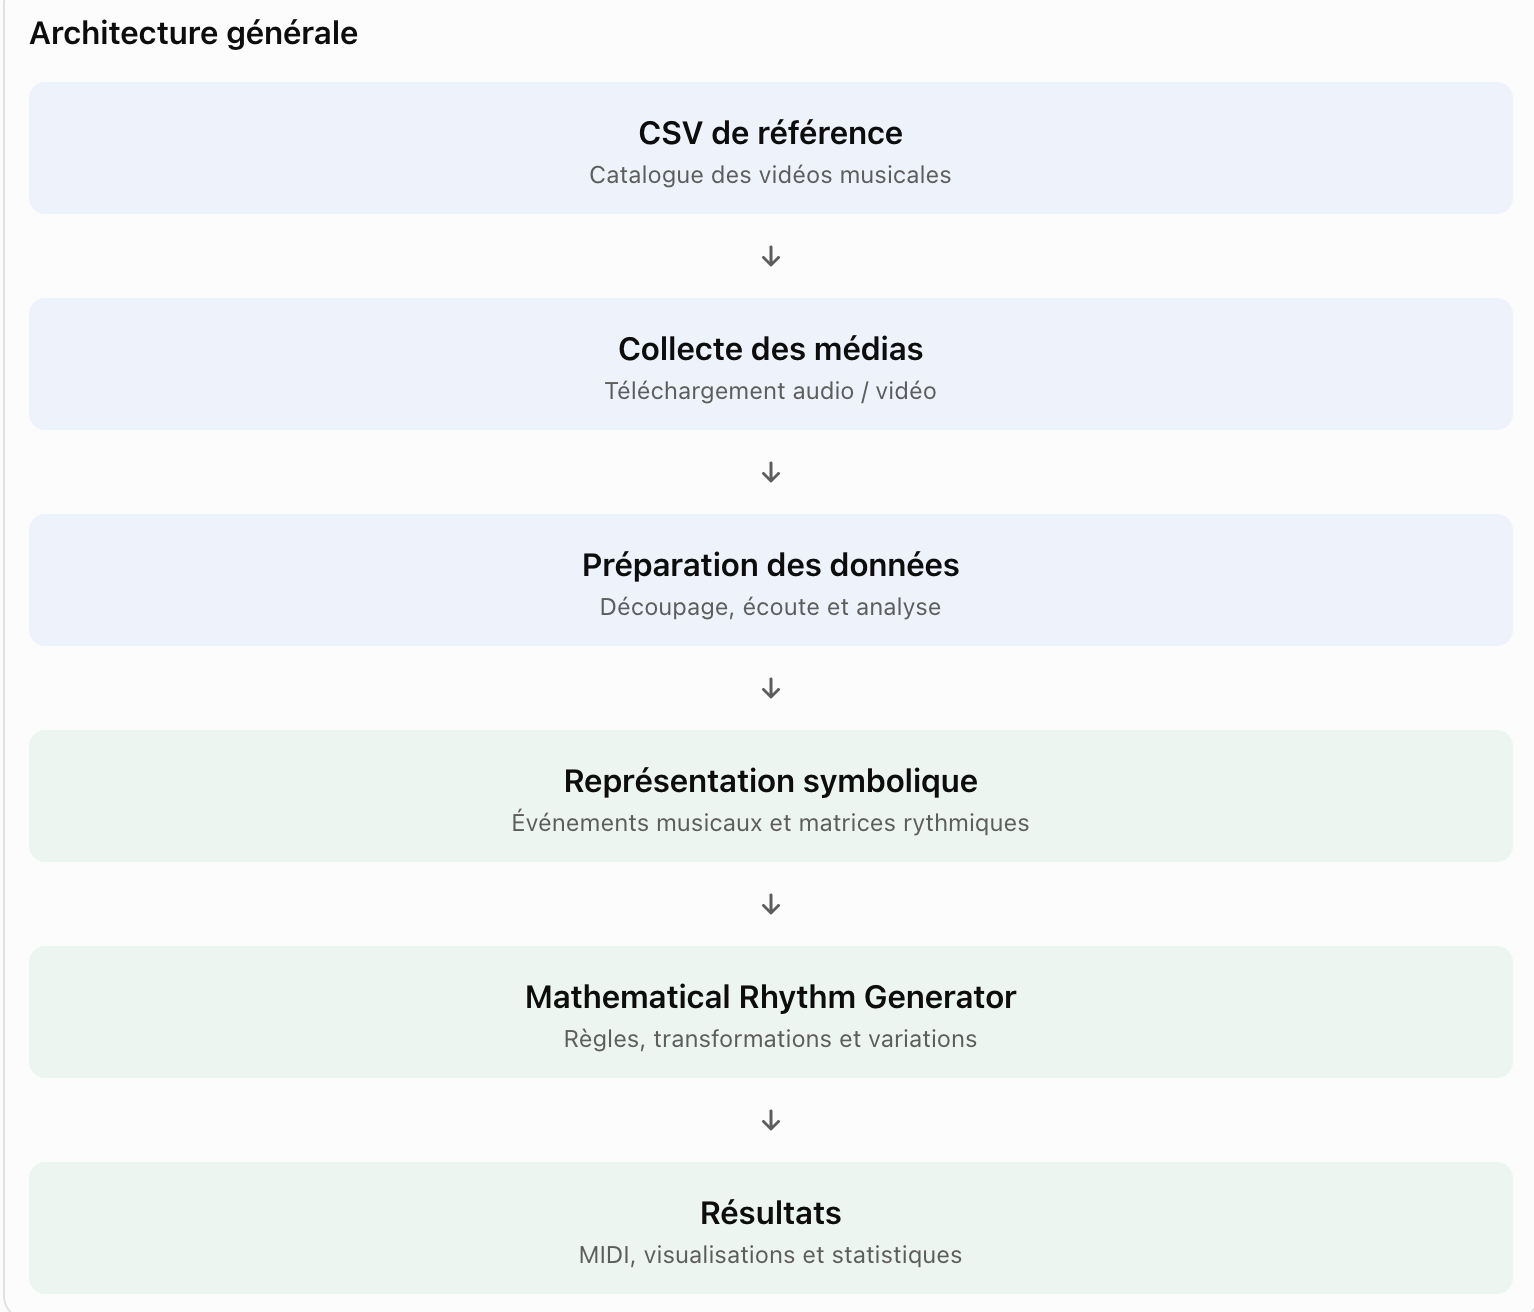 Architecture générale
CSV de référence
Catalogue des vidéos musicales
↓
Collecte des médias
Téléchargement audio / vidéo
↓
Préparation des données
Découpage, écoute et analyse
↓
Représentation symbolique
Événements musicaux et matrices rythmiques
↓
Mathematical Rhythm Generator
Règles, transformations et variations
↓
Résultats
MIDI, visualisations et statistiques